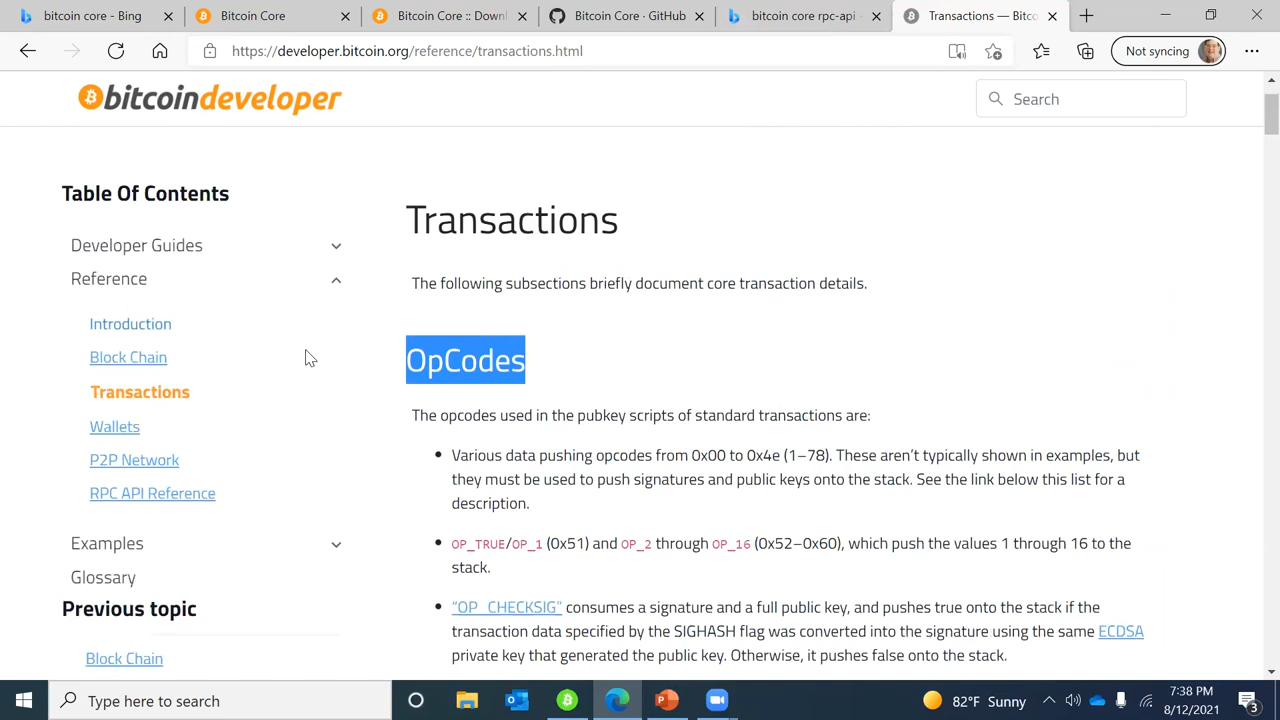 bitcoin core - Bing
Bitcoin Core
Bitcoin Core :: Downl
Bitcoin Core · GitHub
bitcoin core rpc-api -
Transactions — Bitco
https://developer.bitcoin.org/reference/transactions.html
Not syncing
bitcoindeveloper
Search
Table Of Contents
Developer Guides
Reference
Introduction
Block Chain
Transactions
Wallets
P2P Network
RPC API Reference
Examples
Glossary
Previous topic
Block Chain
Transactions
The following subsections briefly document core transaction details.
OpCodes
The opcodes used in the pubkey scripts of standard transactions are:
Various data pushing opcodes from 0x00 to 0x4e (1–78). These aren’t typically shown in examples, but
they must be used to push signatures and public keys onto the stack. See the link below this list for a
description.
OP_TRUE/OP_1 (0x51) and OP_2 through OP_16 (0x52–0x60), which push the values 1 through 16 to the
stack.
“OP_CHECKSIG” consumes a signature and a full public key, and pushes true onto the stack if the
transaction data specified by the SIGHASH flag was converted into the signature using the same ECDSA
private key that generated the public key. Otherwise, it pushes false onto the stack.
Type here to search
82°F Sunny
7:38 PM
8/12/2021
3